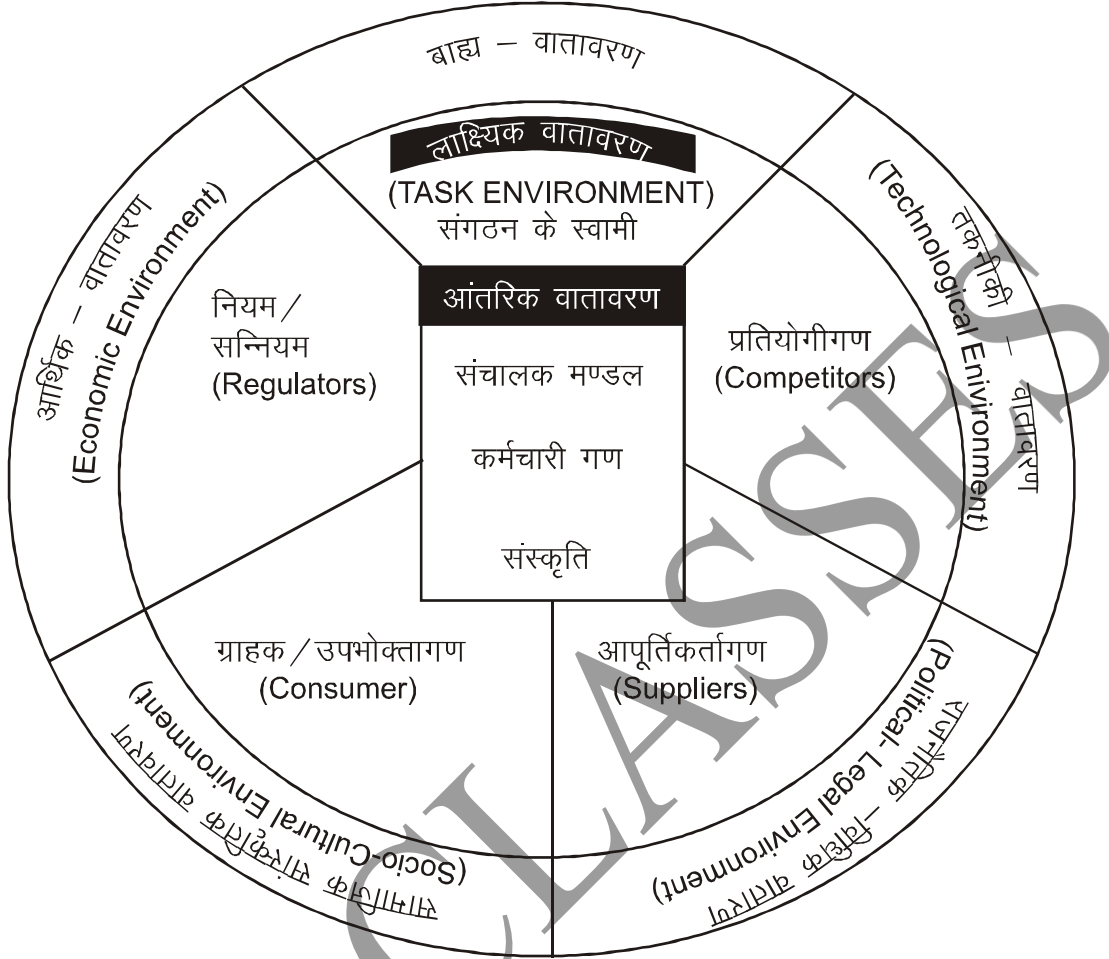 बाह्य – वातावरण
लाक्ष्यिक वातावरण
(TASK ENVIRONMENT)
संगठन के स्वामी
आर्थिक – वातावरण
(Economic Environment)
तकनीकी – वातावरण
(Technological Enivironment)
नियम/
सन्नियम
(Regulators)
आंतरिक वातावरण
संचालक मण्डल
कर्मचारी गण
संस्कृति
प्रतियोगीगण
(Competitors)
ग्राहक/उपभोक्तागण
(Consumer)
आपूर्तिकर्तागण
(Suppliers)
(Socio-Cultural Environment)
सामाजिक सांस्कृतिक वातावरण
(Political- Legal Environment)
राजनैतिक –विधिक वातारण
CLASSES